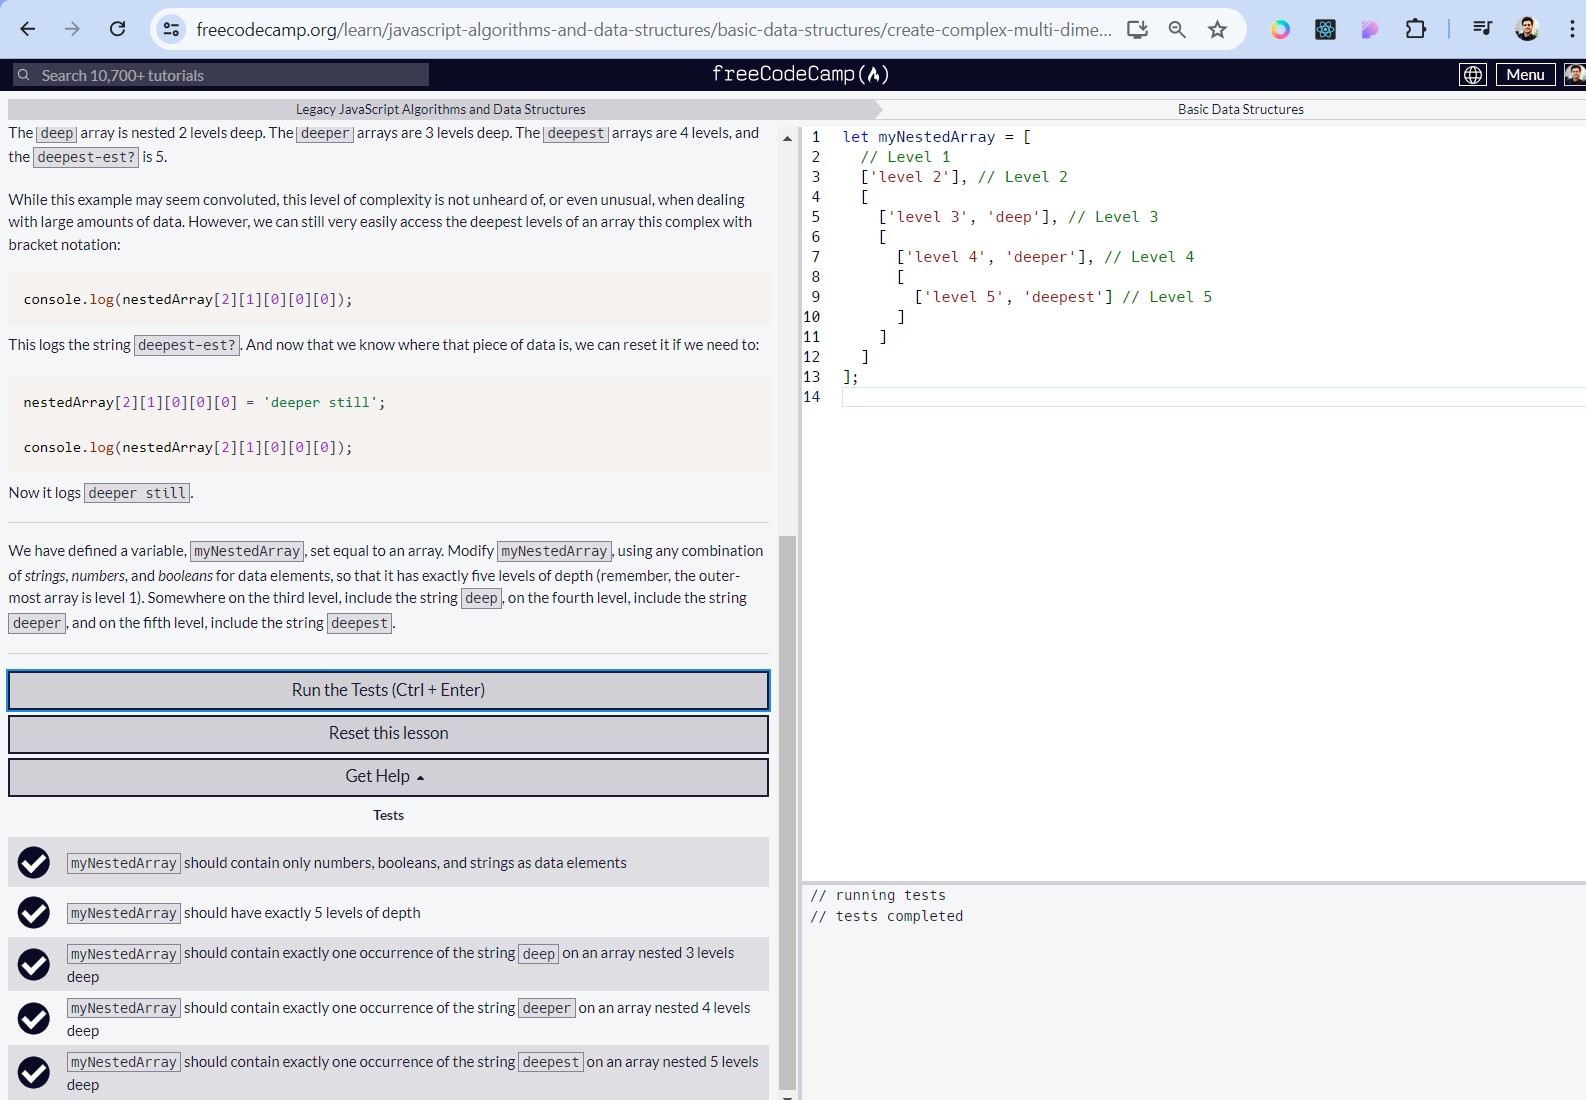 freecodecamp.org/learn/javascript-algorithms-and-data-structures/basic-data-structures/create-complex-multi-dime...
Search 10,700+ tutorials
freeCodeCamp
Menu
Legacy JavaScript Algorithms and Data Structures
Basic Data Structures
The deep array is nested 2 levels deep. The deeper arrays are 3 levels deep. The deepest arrays are 4 levels, and
the deepest-est? is 5.
While this example may seem convoluted, this level of complexity is not unheard of, or even unusual, when dealing
with large amounts of data. However, we can still very easily access the deepest levels of an array this complex with
bracket notation:
console.log(nestedArray[2][1][0][0][0]);
This logs the string deepest-est?. And now that we know where that piece of data is, we can reset it if we need to:
nestedArray[2][1][0][0][0] = 'deeper still';
console.log(nestedArray[2][1][0][0][0]);
Now it logs deeper still.
We have defined a variable, myNestedArray, set equal to an array. Modify myNestedArray, using any combination
of strings, numbers, and booleans for data elements, so that it has exactly five levels of depth (remember, the outer-
most array is level 1). Somewhere on the third level, include the string deep, on the fourth level, include the string
deeper, and on the fifth level, include the string deepest.
Run the Tests (Ctrl + Enter)
Reset this lesson
Get Help
Tests
myNestedArray should contain only numbers, booleans, and strings as data elements
myNestedArray should have exactly 5 levels of depth
myNestedArray should contain exactly one occurrence of the string deep on an array nested 3 levels
deep
myNestedArray should contain exactly one occurrence of the string deeper on an array nested 4 levels
deep
myNestedArray should contain exactly one occurrence of the string deepest on an array nested 5 levels
deep
1 let myNestedArray = [
2 // Level 1
3 ['level 2'], // Level 2
4 [
5 ['level 3', 'deep'], // Level 3
6 [
7 ['level 4', 'deeper'], // Level 4
8 [
9 ['level 5', 'deepest'] // Level 5
10 ]
11 ]
12 ]
13 ];
14
// running tests
// tests completed